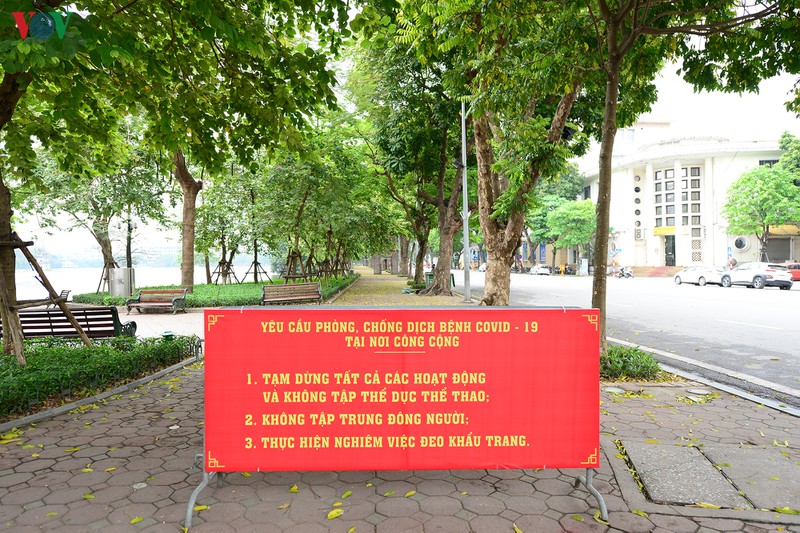 VOV
YÊU CẦU PHÒNG, CHỐNG DỊCH BỆNH COVID - 19
TẠI NƠI CÔNG CỘNG
1. TẠM DỪNG TẤT CẢ CÁC HOẠT ĐỘNG
VÀ KHÔNG TẬP THỂ DỤC THỂ THAO;
2. KHÔNG TẬP TRUNG ĐÔNG NGƯỜI;
3. THỰC HIỆN NGHIÊM VIỆC ĐEO KHẨU TRANG.